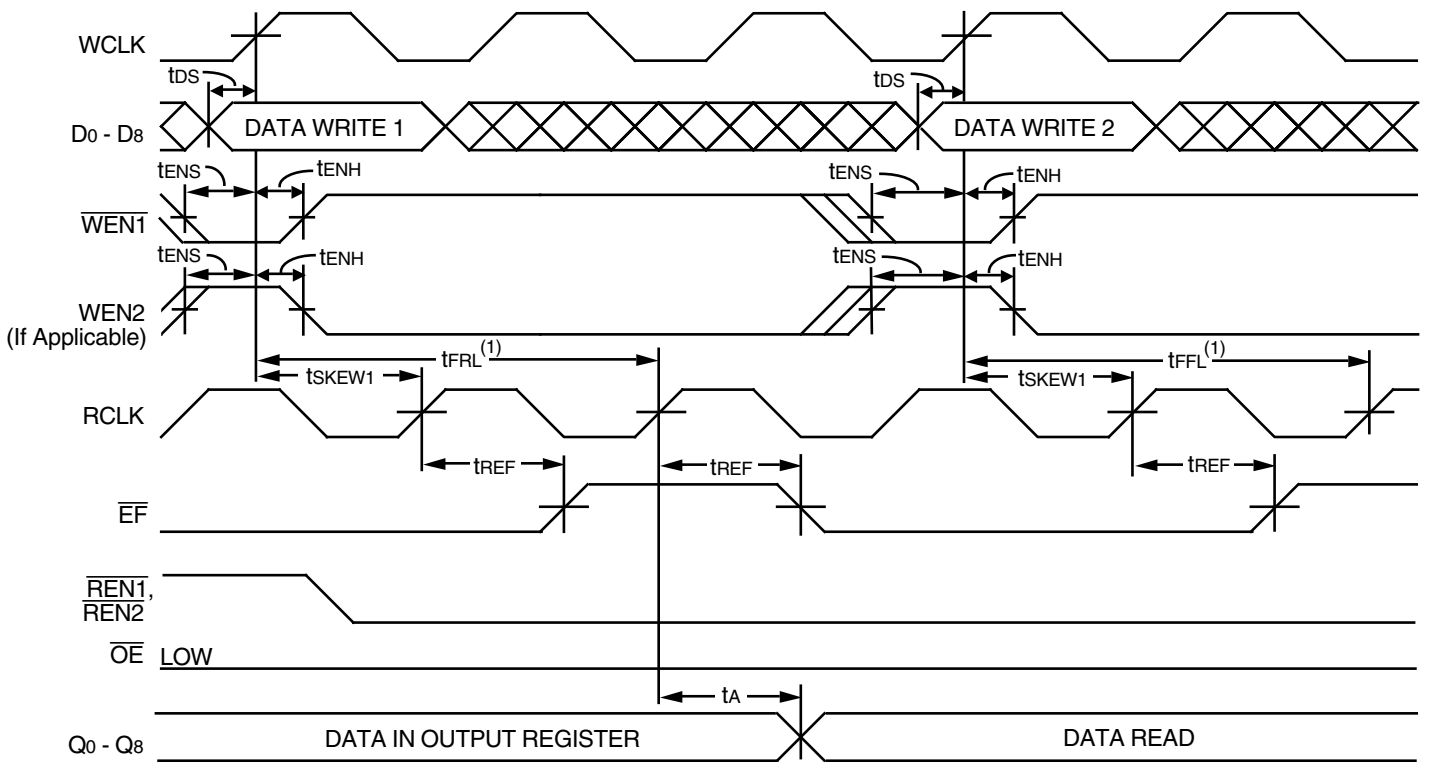 WCLK
tDS
tDS
D0 - D8
DATA WRITE 1
DATA WRITE 2
tENS
tENH
tENS
tENH
WEN1
tENS
tENH
tENS
tENH
WEN2
(If Applicable)
tFRL(1)
tFFL(1)
tSKEW1
tSKEW1
RCLK
tREF
tREF
tREF
EF
REN1,
REN2
OE
LOW
tA
Q0 - Q8
DATA IN OUTPUT REGISTER
DATA READ